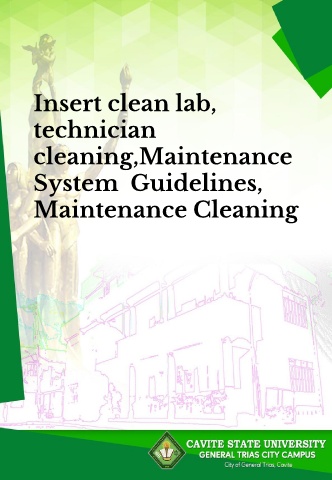 Insert clean lab,
technician
cleaning,Maintenance
System Guidelines,
Maintenance Cleaning
CAVITE STATE UNIVERSITY
GENERAL TRIAS CITY CAMPUS
City of General Trias, Cavite